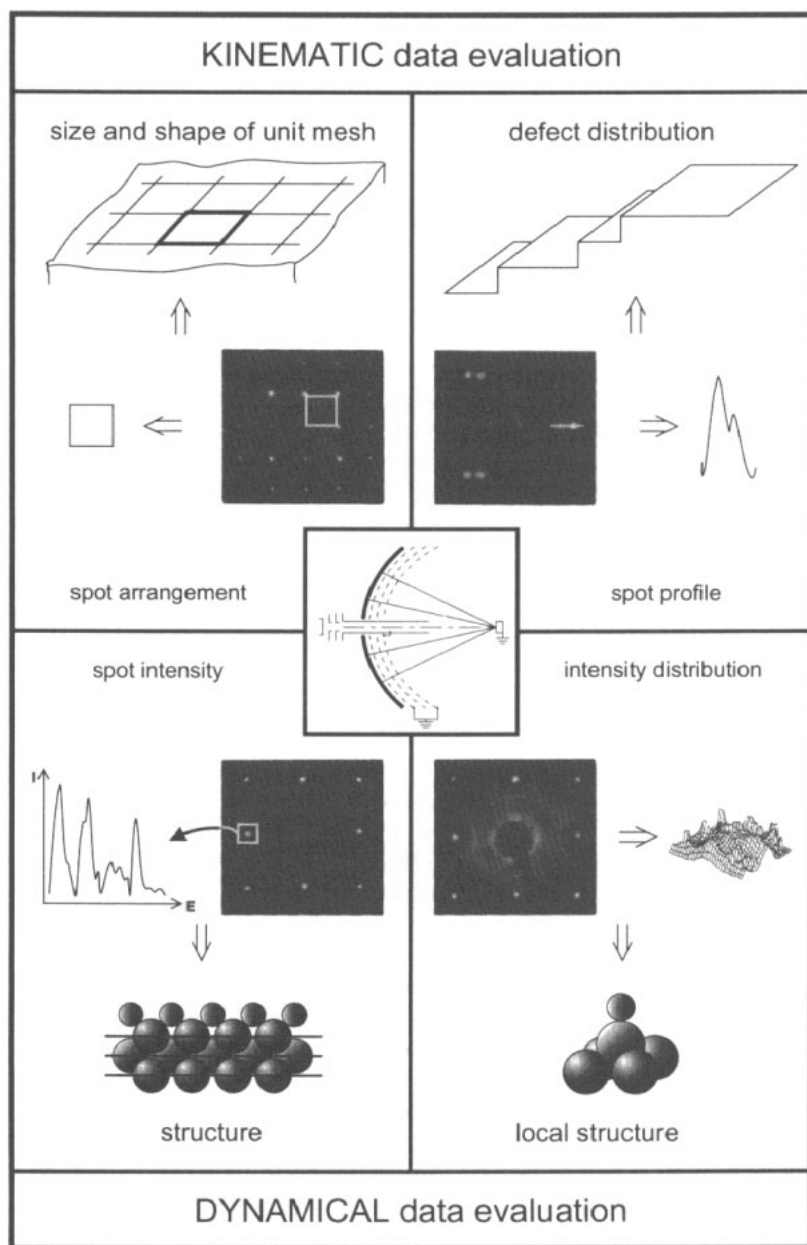 KINEMATIC data evaluation
size and shape of unit mesh
defect distribution
spot arrangement
spot profile
spot intensity
intensity distribution
I
E
structure
local structure
DYNAMICAL data evaluation